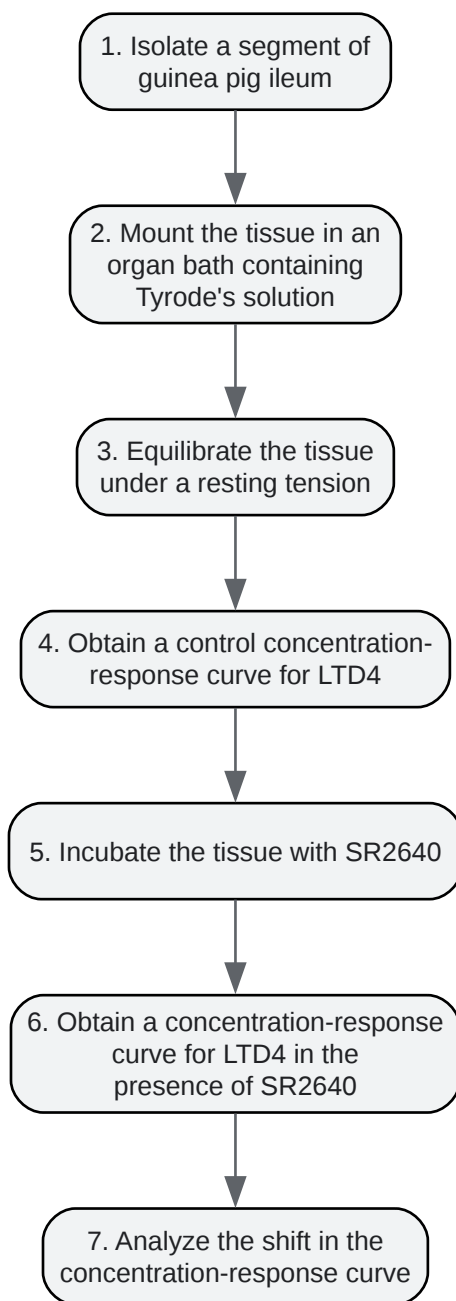 1. Isolate a segment of
guinea pig ileum
2. Mount the tissue in an
organ bath containing
Tyrode's solution
3. Equilibrate the tissue
under a resting tension
4. Obtain a control concentration-
response curve for LTD4
5. Incubate the tissue with SR2640
6. Obtain a concentration-response
curve for LTD4 in the
presence of SR2640
7. Analyze the shift in the
concentration-response curve